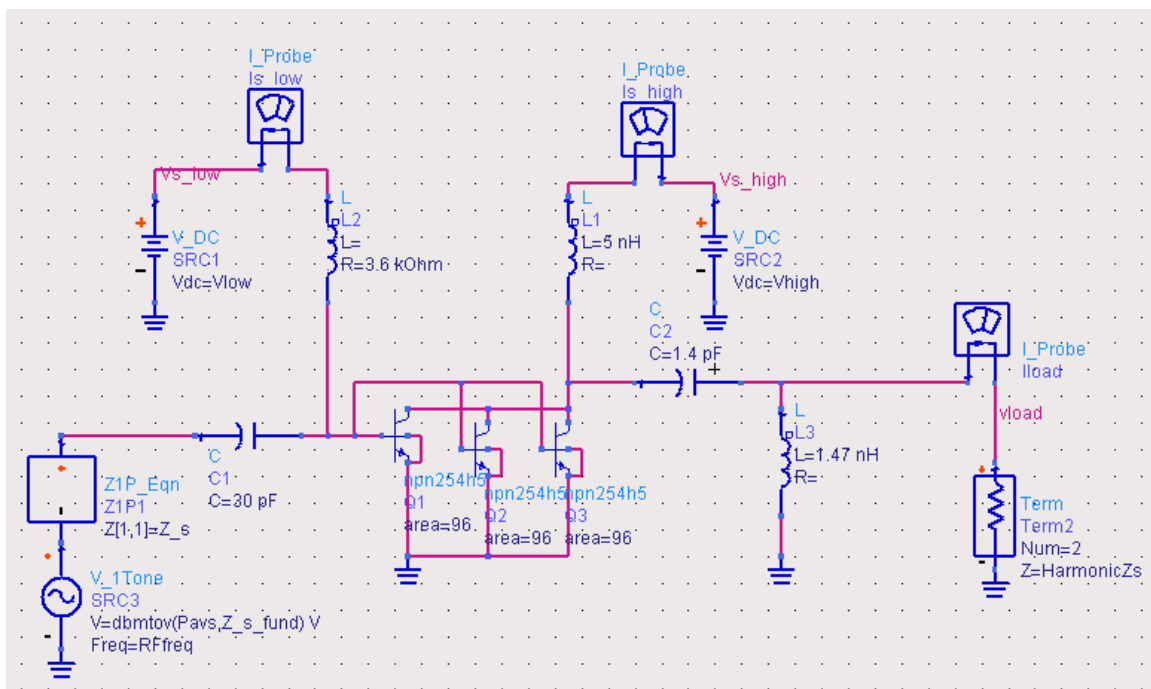 I_Probe
Is_low
I_Probe
Is_high
Vs_low
Vs_high
L
L2
L=
R=3.6 kOhm
L
L1
L=5 nH
R=
+
-
V_DC
SRC1
Vdc=Vlow
+
-
V_DC
SRC2
Vdc=Vhigh
C
C2
C=1.4 pF
+
I_Probe
Iload
vload
C
C1
C=30 pF
npn254h5
Q1
area=96
npn254h5
Q2
area=96
npn254h5
Q3
area=96
L
L3
L=1.47 nH
R=
Z1P_Eqn
Z1P1
Z[1,1]=Z_s
-
V_1Tone
SRC3
V=dbmtov(Pavs,Z_s_fund) V
Freq=RFfreq
-
Term
Term2
Num=2
Z=HarmonicZs
-